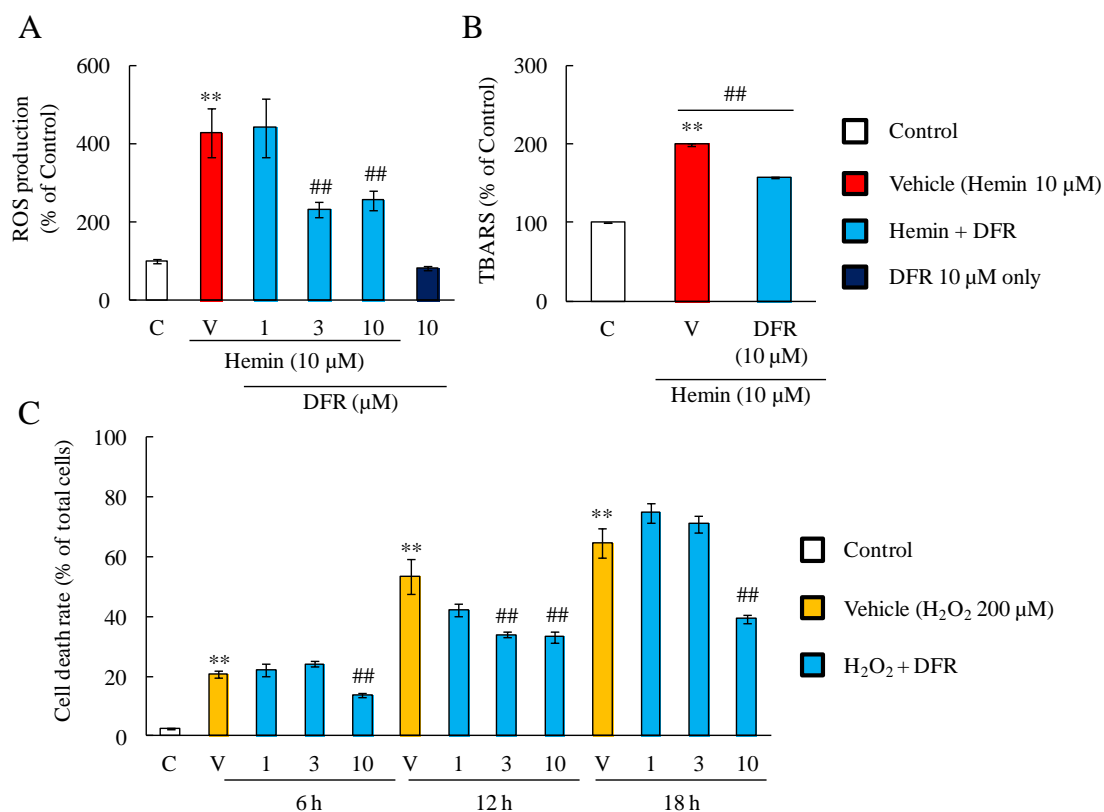 A
ROS production
(% of Control)
600
400
200
0
**
##
##
C V 1 3 10 10
Hemin (10 μM)
DFR (μM)
B
TBARS (% of Control)
300
200
100
0
##
**
C V DFR
(10 μM)
Hemin (10 μM)
Control
Vehicle (Hemin 10 μM)
Hemin + DFR
DFR 10 μM only
C
Cell death rate (% of total cells)
100
80
60
40
20
0
**
##
**
##
##
**
##
C V 1 3 10 V 1 3 10 V 1 3 10
6 h 12 h 18 h
Control
Vehicle (H₂O₂ 200 μM)
H₂O₂ + DFR